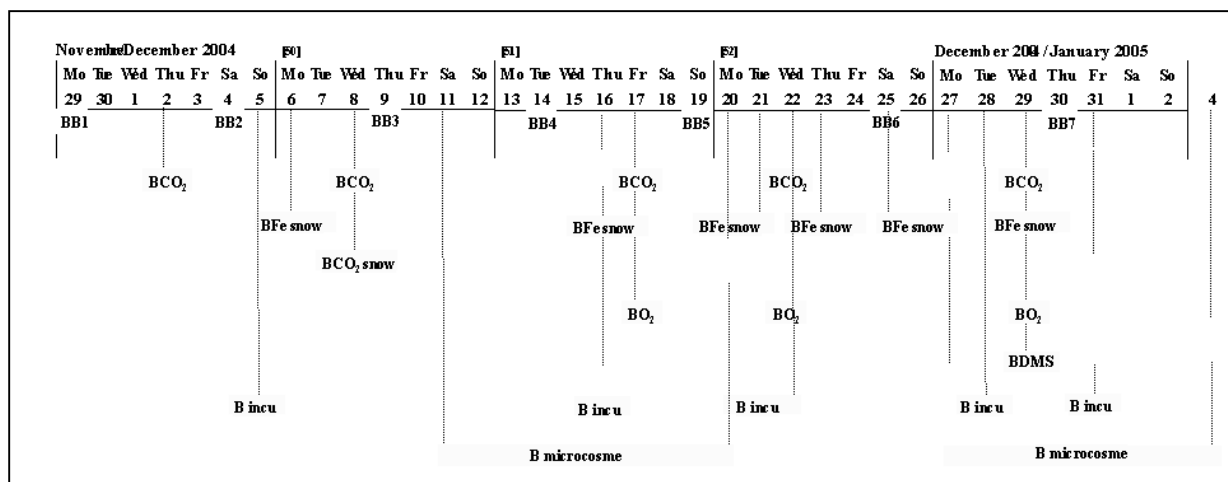 Novembre/December 2004 [50] [51] [52] December 2004 / January 2005
Mo Tue Wed Thu Fr Sa So Mo Tue Wed Thu Fr Sa So Mo Tue Wed Thu Fr Sa So Mo Tue Wed Thu Fr Sa So Mo Tue Wed Thu Fr Sa So
29 30 1 2 3 4 5 6 7 8 9 10 11 12 13 14 15 16 17 18 19 20 21 22 23 24 25 26 27 28 29 30 31 1 2 4
BB1 BB2 BB3 BB4 BB5 BB6 BB7
BCO₂ BCO₂ BCO₂ BCO₂ BCO₂
BFe snow BFe snow BFe snow BFe snow BFe snow BFe snow
BCO₂ snow
BO₂ BO₂ BO₂
BDMS
B incu B incu B incu B incu B incu
B microcosme B microcosme